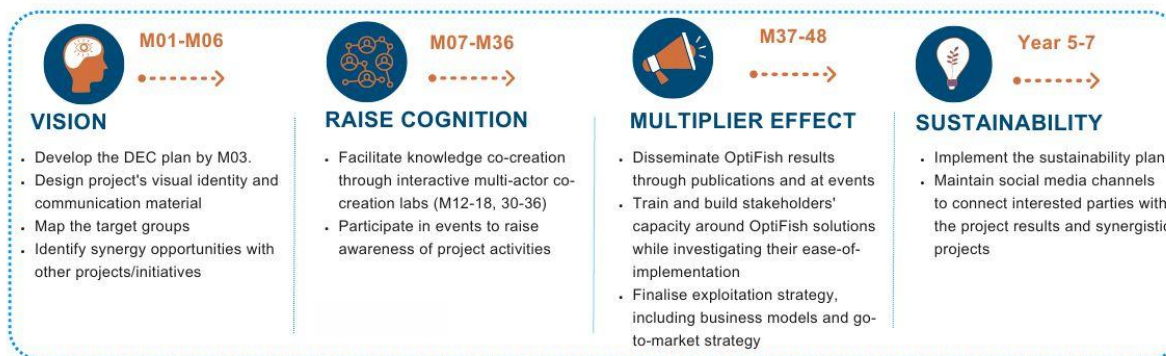 M01-M06
VISION
• Develop the DEC plan by M03.
• Design project's visual identity and
communication material
• Map the target groups
• Identify synergy opportunities with
other projects/initiatives
M07-M36
RAISE COGNITION
• Facilitate knowledge co-creation
through interactive multi-actor co-
creation labs (M12-18, 30-36)
• Participate in events to raise
awareness of project activities
M37-48
MULTIPLIER EFFECT
• Disseminate OptiFish results
through publications and at events
• Train and build stakeholders'
capacity around OptiFish solutions
while investigating their ease-of-
implementation
• Finalise exploitation strategy,
including business models and go-
to-market strategy
Year 5-7
SUSTAINABILITY
• Implement the sustainability plan
• Maintain social media channels
to connect interested parties with
the project results and synergistic
projects